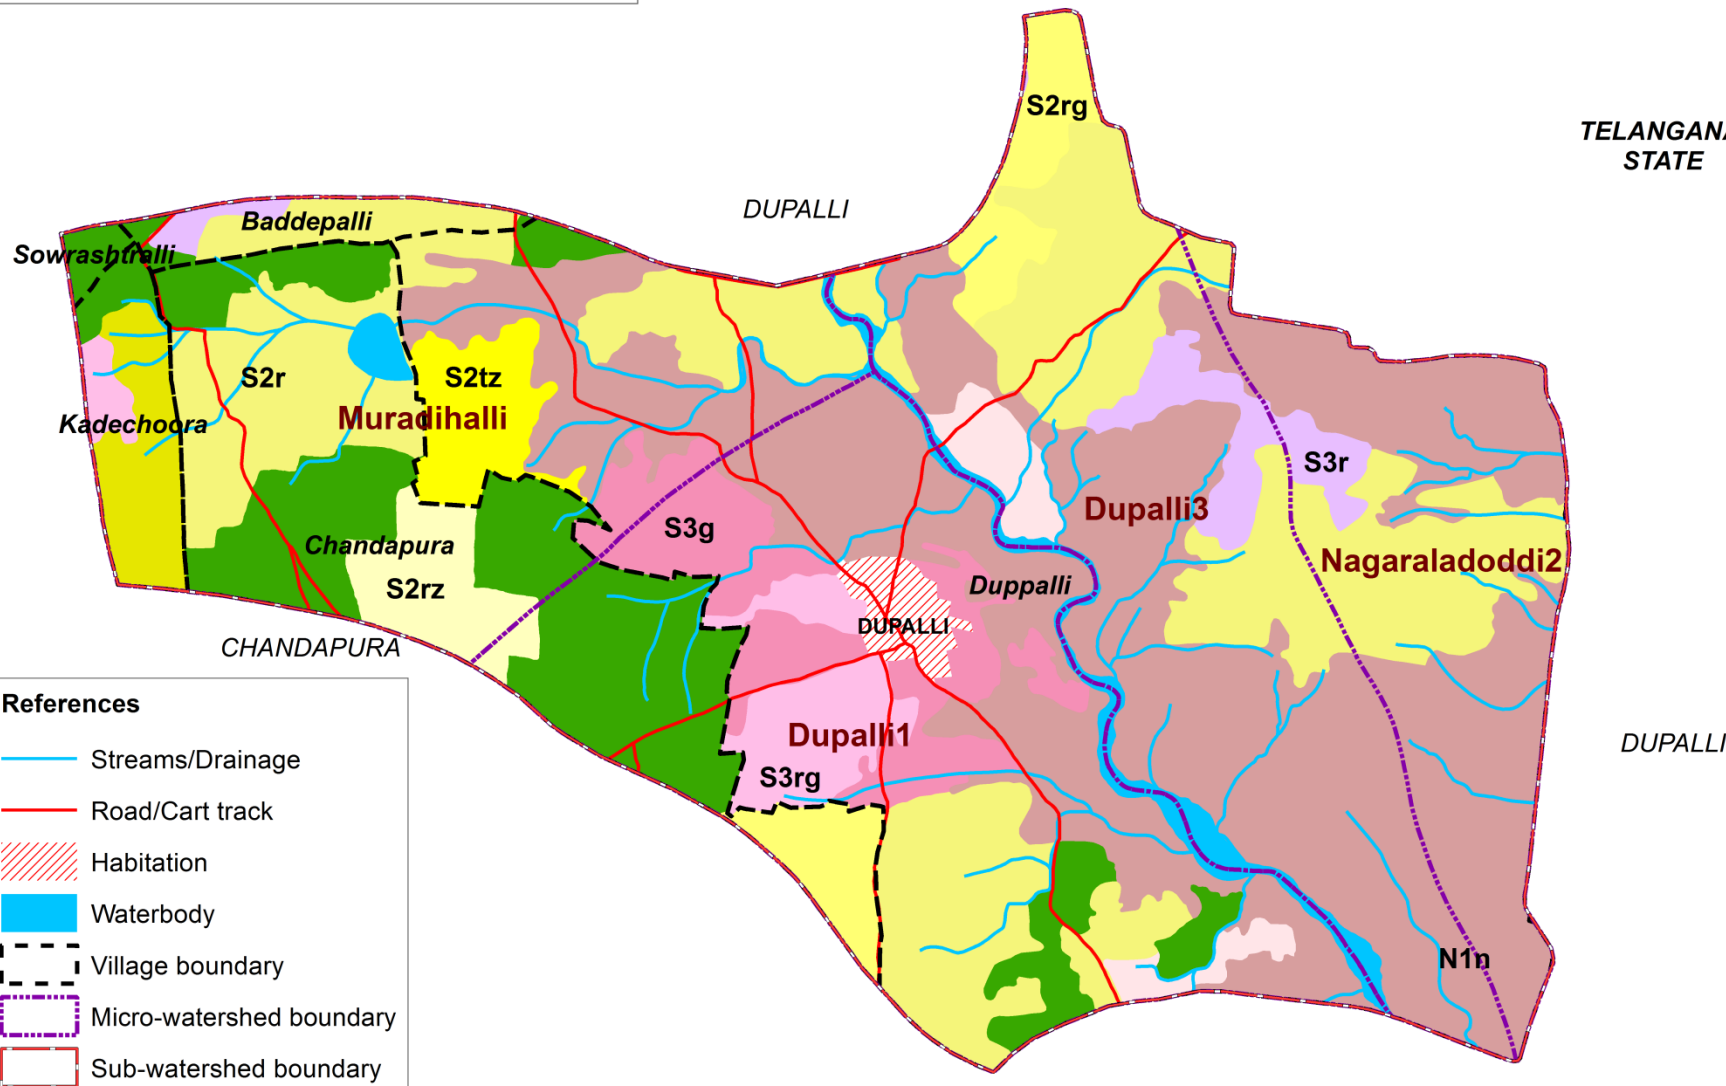 S2rg
TELANGANA
STATE
DUPALLI
Baddepalli
Sowrashtralli
S2r
S2tz
Muradihalli
Kadechoora
S3r
Dupalli3
S3g
Chandapura
Nagaraladoddi2
S2rz
Duppalli
DUPALLI
CHANDAPURA
Dupalli1
DUPALLI
S3rg
N1n
References
Streams/Drainage
Road/Cart track
Habitation
Waterbody
Village boundary
Micro-watershed boundary
Sub-watershed boundary